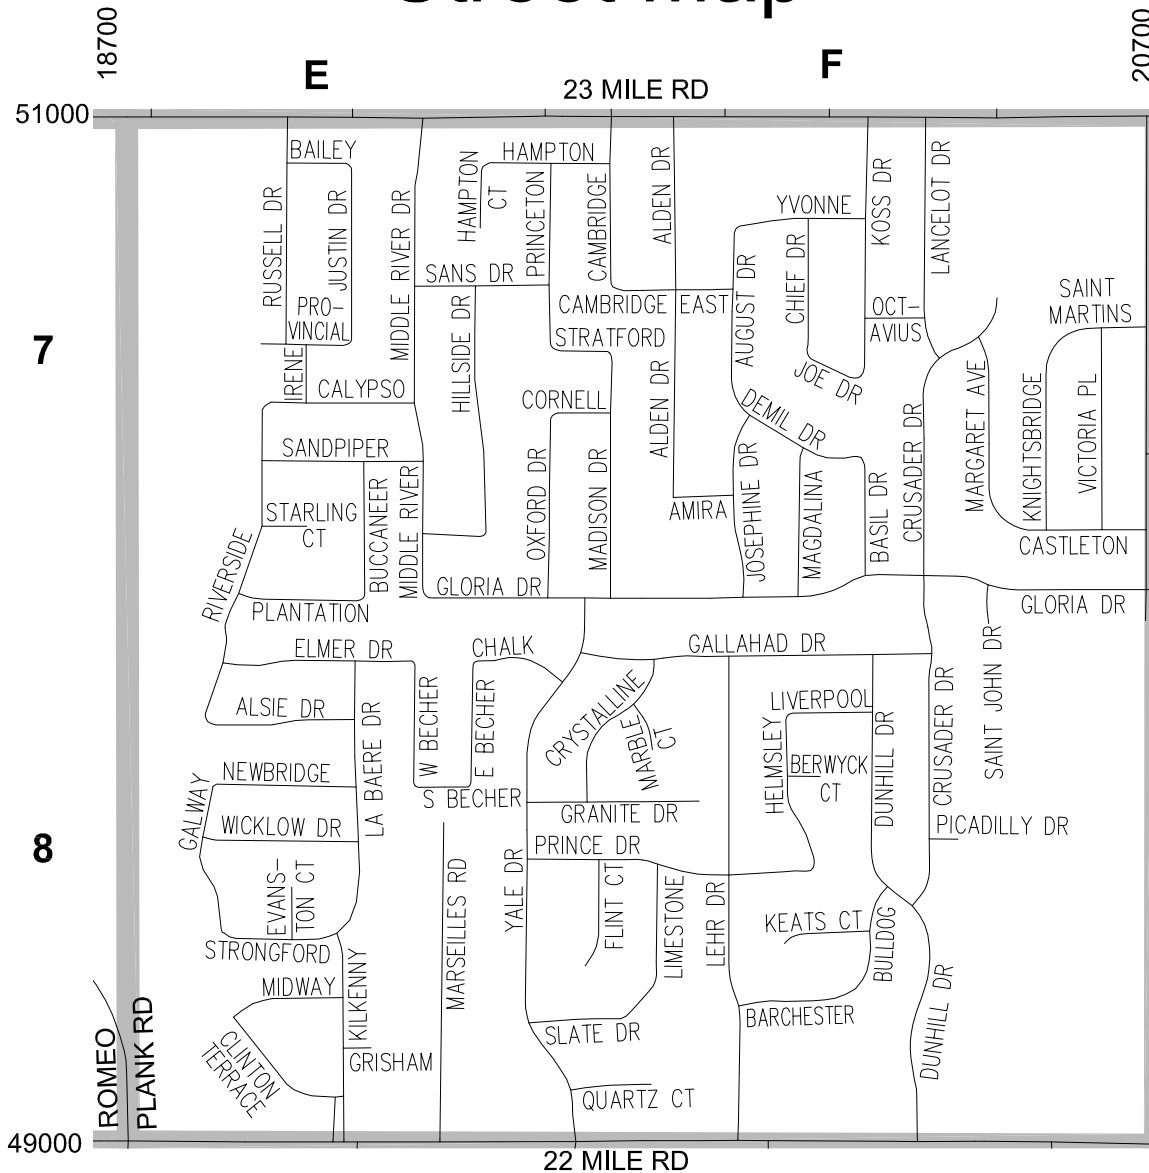 Street Map
18700
20700
E
F
23 MILE RD
51000
BAILEY
HAMPTON
HAMPTON
CT
RUSSELL DR
JUSTIN DR
MIDDLE RIVER DR
PRINCETON
CAMBRIDGE
ALDEN DR
YVONNE
KOSS DR
LANCELOT DR
SANS DR
CHIEF DR
AUGUST DR
PRO-
VINCIAL
CAMBRIDGE EAST
OCT-
AVIUS
SAINT
MARTINS
7
STRATFORD
HILLSIDE DR
IRENE
CALYPSO
JOE DR
CORNELL
ALDEN DR
DEMIL DR
CRUSADER DR
MARGARET AVE
KNIGHTSBRIDGE
VICTORIA PL
SANDPIPER
BUCCANEER
MIDDLE RIVER
OXFORD DR
MADISON DR
JOSEPHINE DR
MAGDALINA
BASIL DR
STARLING
CT
AMIRA
CASTLETON
RIVERSIDE
PLANTATION
GLORIA DR
GLORIA DR
ELMER DR
CHALK
GALLAHAD DR
SAINT JOHN DR
ALSIE DR
LA BAERE DR
W BECHER
E BECHER
CRYSTALLINE
MARBLE
CT
LIVERPOOL
HELMSLEY
DUNHILL DR
CRUSADER DR
NEWBRIDGE
S BECHER
BERWYCK
CT
GALWAY
GRANITE DR
WICKLOW DR
PRINCE DR
PICADILLY DR
8
EVANS-
TON CT
MARSEILLES RD
YALE DR
FLINT CT
LIMESTONE
LEHR DR
KEATS CT
BULLDOG
STRONGFORD
MIDWAY
KILKENNY
BARCHESTER
DUNHILL DR
SLATE DR
CLINTON
TERRACE
GRISHAM
QUARTZ CT
ROMEO
PLANK RD
49000
22 MILE RD